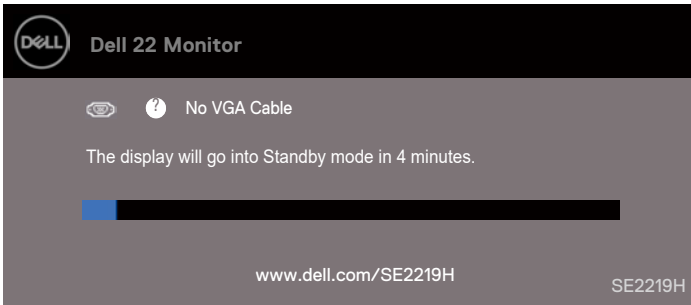 DELL
Dell 22 Monitor
? No VGA Cable
The display will go into Standby mode in 4 minutes.
www.dell.com/SE2219H
SE2219H